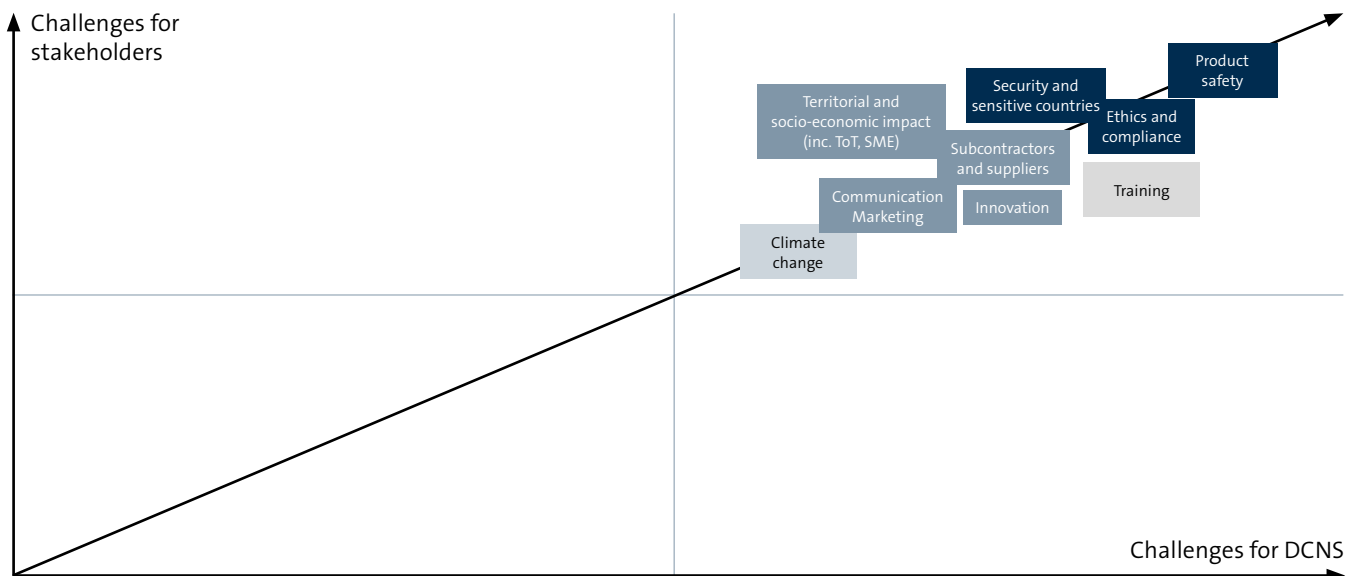 Challenges for
stakeholders
Product
safety
Security and
sensitive countries
Territorial and
socio-economic impact
(inc. ToT, SME)
Ethics and
compliance
Subcontractors
and suppliers
Training
Communication
Marketing
Innovation
Climate
change
Challenges for DCNS